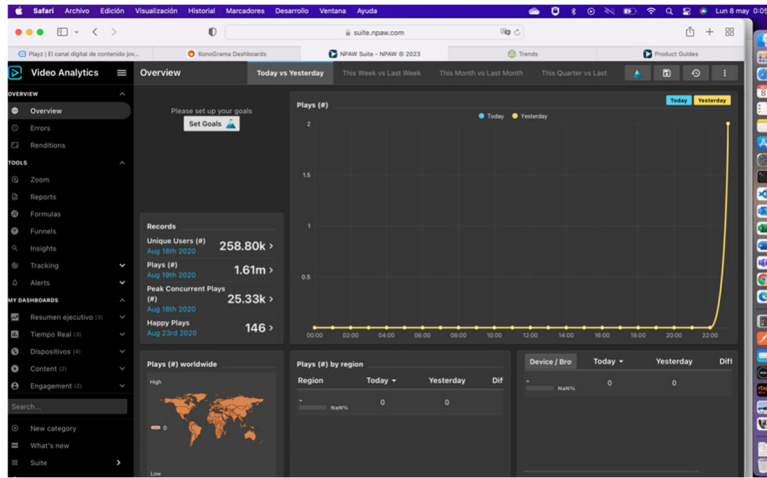 Safari Archivo Edición Visualización Historial Marcadores Desarrollo Ventana Ayuda Lun 8 may 0:05
suite.npaw.com
Playz | El canal digital de contenido jov... KonoGrama Dashboards NPAW Suite - NPAW © 2023 Trends Product Guides
Video Analytics Overview Today vs Yesterday This Week vs Last Week This Month vs Last Month This Quarter vs Last
OVERVIEW
Overview
Errors
Renditions
TOOLS
Zoom
Reports
Formulas
Funnels
Insights
Tracking
Alerts
MY DASHBOARDS
Resumen ejecutivo (3)
Tiempo Real (3)
Dispositivos (4)
Content (2)
Engagement (2)
Search...
New category
What's new
Suite
Please set up your goals
Set Goals
Records
Unique Users (#) 258.80k
Aug 18th 2020
Plays (#) 1.61m
Aug 19th 2020
Peak Concurrent Plays
(#) 25.33k
Aug 18th 2020
Happy Plays 146
Aug 23rd 2020
Plays (#) Today Yesterday
Today Yesterday
2
1.5
1
0.5
00:00 02:00 04:00 06:00 08:00 10:00 12:00 14:00 16:00 18:00 20:00 22:00
Plays (#) worldwide
High
0
Low
Plays (#) by region
Region Today Yesterday Dif
- 0 0
NaN%
Device / Bro Today Yesterday Diff
- 0 0
NaN%